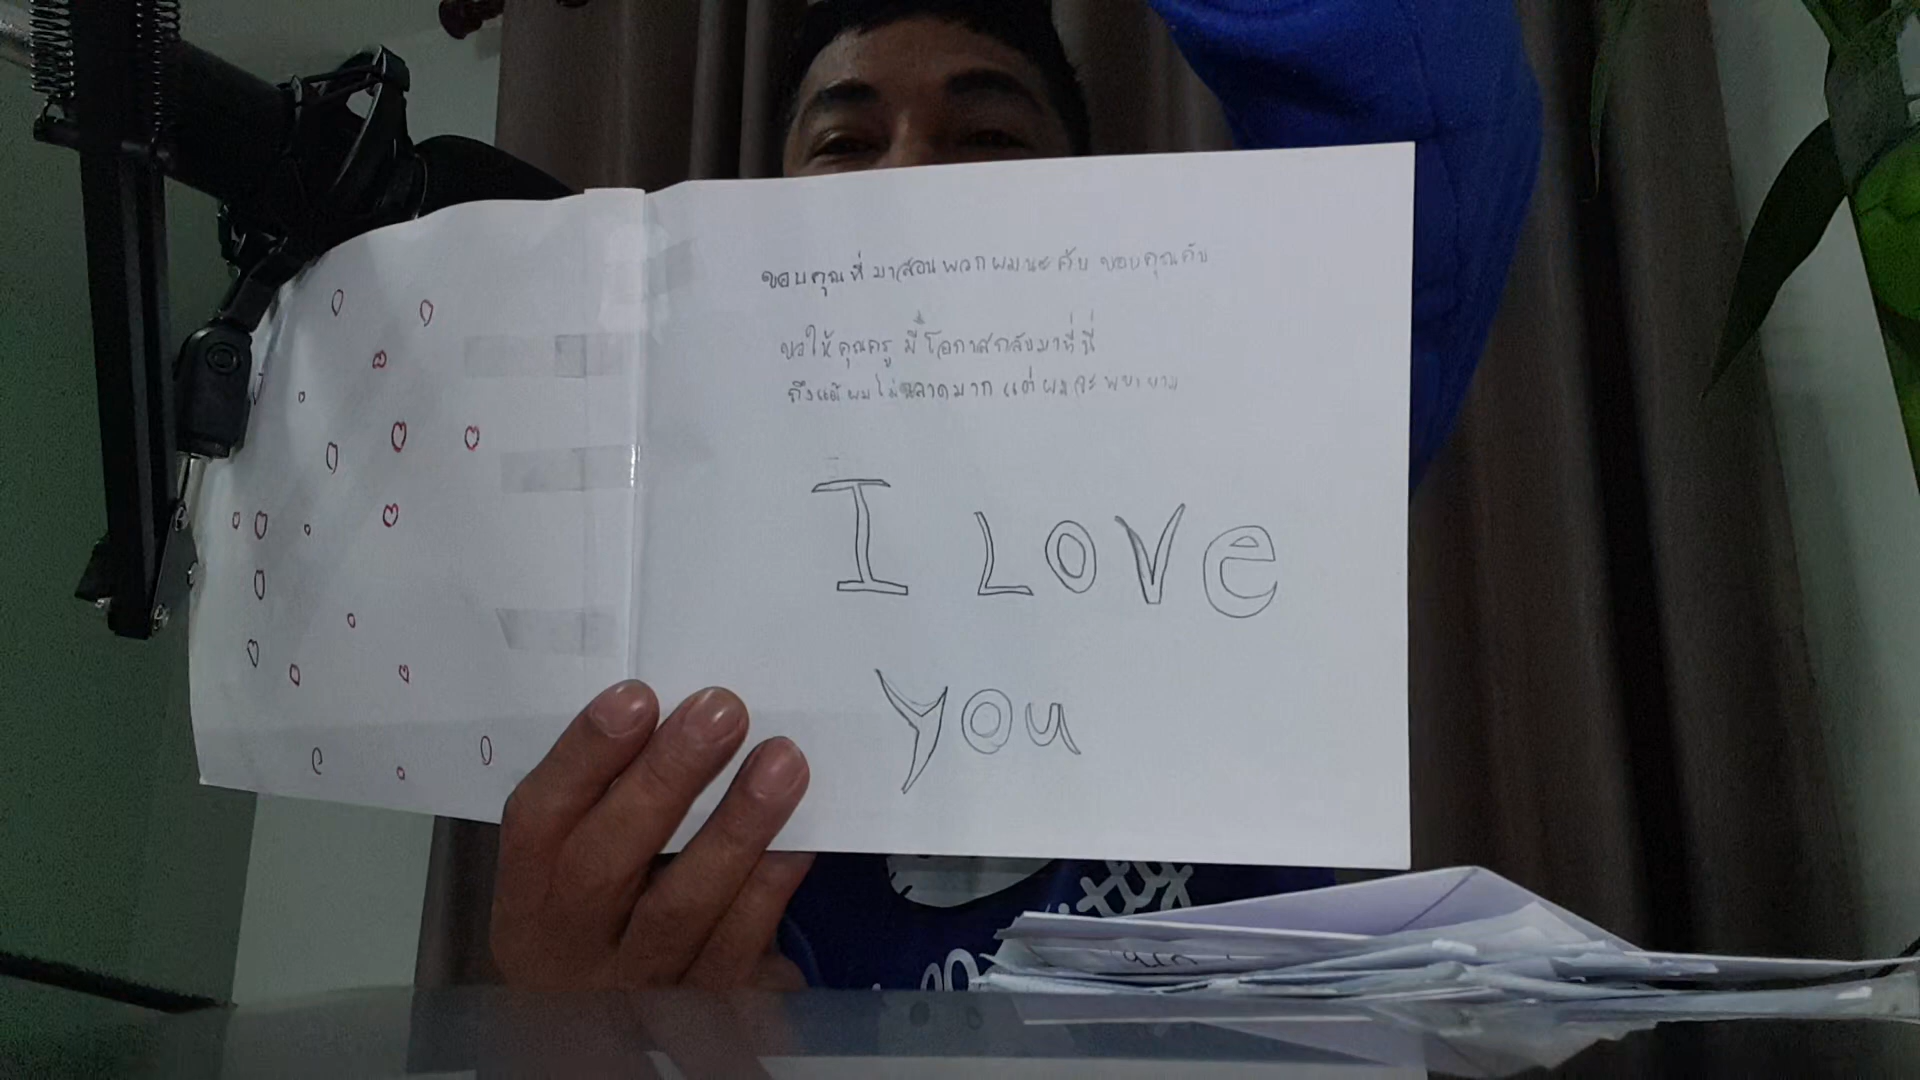 ขอบคุณที่มาสอนพวกผมนะคับ ขอบคุณคับ
ขอให้คุณครูมีโอกาสกลับมาที่นี่
ถึงแม้ผมไม่ฉลาดมาก แต่ผมจะพยายาม
I LOVe
you